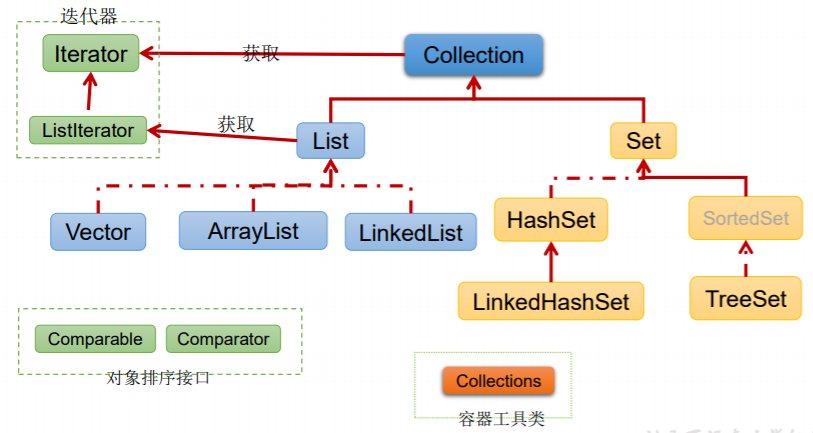 迭代器
Iterator
获取
Collection
ListIterator
获取
List
Set
Vector
ArrayList
LinkedList
HashSet
SortedSet
LinkedHashSet
TreeSet
Comparable
Comparator
对象排序接口
Collections
容器工具类